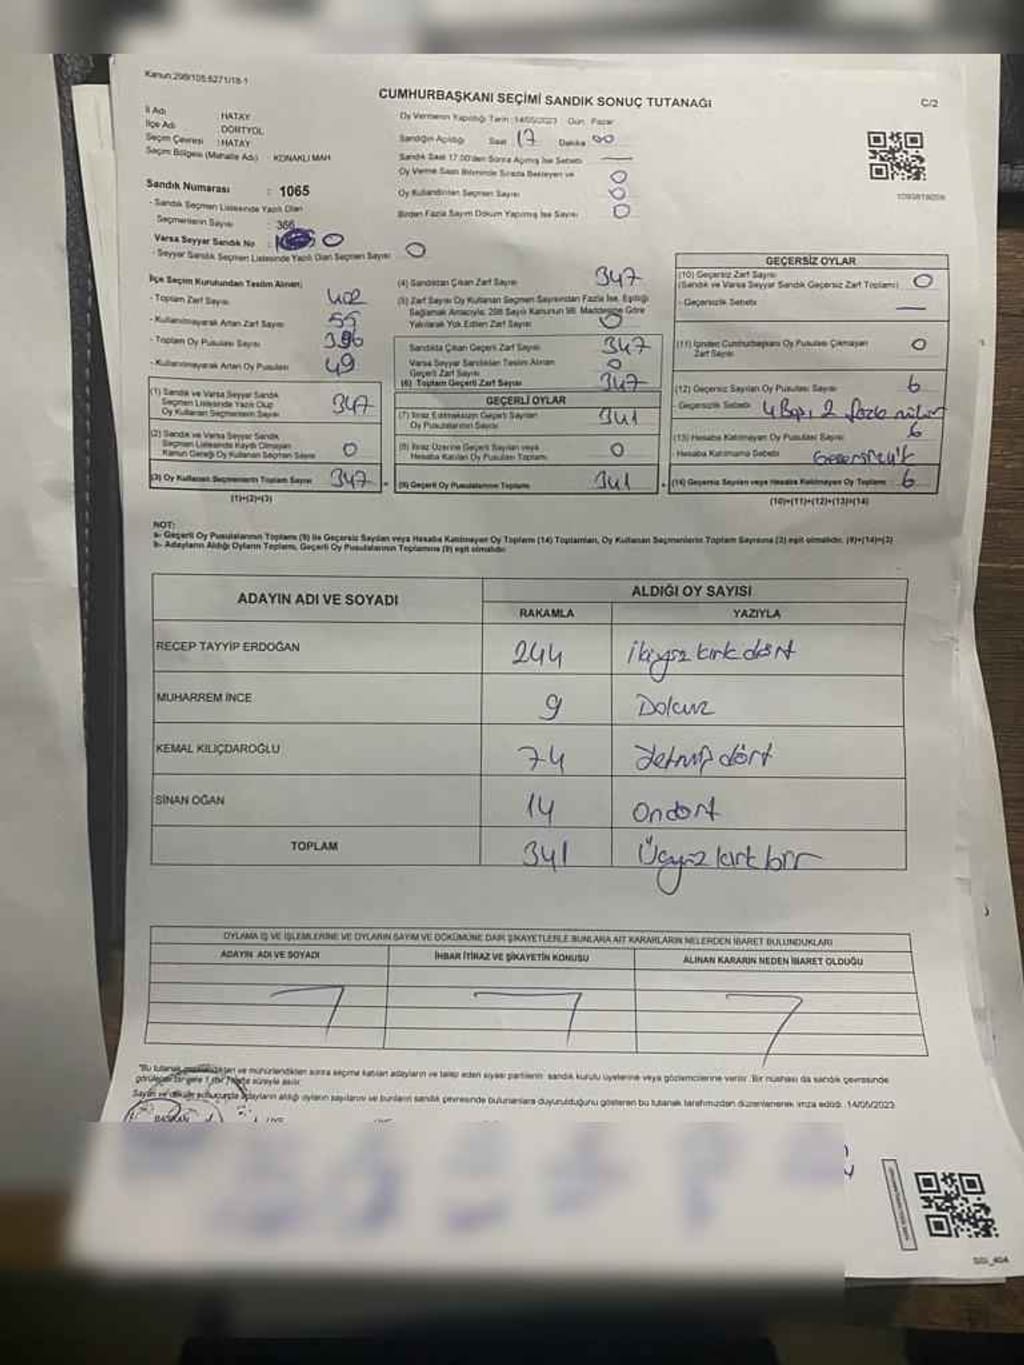 Kanun:298/105:6271/18-1
CUMHURBAŞKANI SEÇİMİ SANDIK SONUÇ TUTANAĞI
C/2
İl Adı : HATAY
İlçe Adı : DÖRTYOL
Seçim Çevresi : HATAY
Seçim Bölgesi (Mahalle Adı) : KONAKLI MAH.
Oy Vermenin Yapıldığı Tarih :14/05/2023 Gün: Pazar
Sandığın Açıldığı Saat 17 Dakika 00
Sandık Saat 17.00'den Sonra Açılmış İse Sebebi —
Oy Verme Saati Bitiminde Sırada Bekleyen ve
Oy Kullandırılan Seçmen Sayısı 0
Birden Fazla Sayım Döküm Yapılmış İse Sayısı 0
Sandık Numarası : 1065
- Sandık Seçmen Listesinde Yazılı Olan
Seçmenlerin Sayısı : 366
Varsa Seyyar Sandık No : 0
- Seyyar Sandık Seçmen Listesinde Yazılı Olan Seçmen Sayısı 0
İlçe Seçim Kurulundan Teslim Alınan;
- Toplam Zarf Sayısı 402
- Kullanılmayarak Artan Zarf Sayısı 55
- Toplam Oy Pusulası Sayısı 396
- Kullanılmayarak Artan Oy Pusulası 49
(1) Sandık ve Varsa Seyyar Sandık
Seçmen Listesinde Yazılı Olup
Oy Kullanan Seçmenlerin Sayısı 347
(2) Sandık ve Varsa Seyyar Sandık
Seçmen Listesinde Kayıtlı Olmayan
Kanun Gereği Oy Kullanan Seçmen Sayısı 0
(3) Oy Kullanan Seçmenlerin Toplam Sayısı 347
(1)+(2)=(3)
(4) Sandıktan Çıkan Zarf Sayısı 347
(5) Zarf Sayısı Oy Kullanan Seçmen Sayısından Fazla İse, Eşitliği
Sağlamak Amacıyla; 298 Sayılı Kanunun 98. Maddesine Göre
Yakılarak Yok Edilen Zarf Sayısı 0
Sandıkta Çıkan Geçerli Zarf Sayısı 347
Varsa Seyyar Sandıktan Teslim Alınan
Geçerli Zarf Sayısı 0
(6) Toplam Geçerli Zarf Sayısı 347
GEÇERLİ OYLAR
(7) İtiraz Edilmeksizin Geçerli Sayılan
Oy Pusulalarının Sayısı 341
(8) İtiraz Üzerine Geçerli Sayılan veya
Hesaba Katılan Oy Pusulası Toplamı 0
(9) Geçerli Oy Pusulalarının Toplamı 341
GEÇERSİZ OYLAR
(10) Geçersiz Zarf Sayısı
(Sandık ve Varsa Seyyar Sandık Geçersiz Zarf Toplamı) 0
- Geçersizlik Sebebi —
(11) İçinden Cumhurbaşkanı Oy Pusulası Çıkmayan
Zarf Sayısı 0
(12) Geçersiz Sayılan Oy Pusulası Sayısı 6
- Geçersizlik Sebebi 4 Boş, 2 fazla mühür
(13) Hesaba Katılmayan Oy Pusulası Sayısı 6
- Hesaba Katılmama Sebebi Geçersizlik
(14) Geçersiz Sayılan veya Hesaba Katılmayan Oy Toplamı 6
(10)+(11)+(12)+(13)=(14)
NOT:
a- Geçerli Oy Pusulalarının Toplamı (9) ile Geçersiz Sayılan veya Hesaba Katılmayan Oy Toplamı (14) Toplamları, Oy Kullanan Seçmenlerin Toplam Sayısına (3) eşit olmalıdır. (9)+(14)=(3)
b- Adayların Aldığı Oyların Toplamı, Geçerli Oy Pusulalarının Toplamına (9) eşit olmalıdır.
ADAYIN ADI VE SOYADI
ALDIĞI OY SAYISI
RAKAMLA YAZIYLA
RECEP TAYYİP ERDOĞAN 244 ikiyüz kırk dört
MUHARREM İNCE 9 Dokuz
KEMAL KILIÇDAROĞLU 74 Yetmiş dört
SİNAN OĞAN 14 Ondört
TOPLAM 341 Üçyüz kırk bir
OYLAMA İŞ VE İŞLEMLERİNE VE OYLARIN SAYIM VE DÖKÜMÜNE DAİR ŞİKAYETLERLE BUNLARA AİT KARARLARIN NELERDEN İBARET BULUNDUKLARI
ADAYIN ADI VE SOYADI İHBAR İTİRAZ VE ŞİKAYETİN KONUSU ALINAN KARARIN NEDEN İBARET OLDUĞU
ve mühürlendikten sonra seçime katılan adayların ve talep eden siyasi partilerin sandık kurulu üyelerine veya gözlemcilerine verilir. Bir nüshası da sandık çevresinde
süreyle asılır.
Sayım ve döküm sonucunda adayların aldığı oyların sayılarını ve bunların sandık çevresinde bulunanlara duyurulduğunu gösteren bu tutanak tarafımızdan düzenlenerek imza edildi. 14/05/2023
BAŞKAN